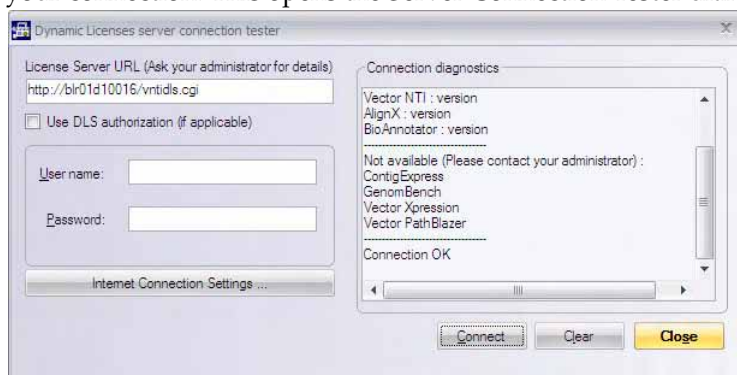 Dynamic Licenses server connection tester
License Server URL (Ask your administrator for details)
http://blr01d10016/vntidls.cgi
Use DLS authorization (if applicable)
User name:
Password:
Internet Connection Settings ...
Connection diagnostics
Vector NTI : version
AlignX : version
BioAnnotator : version
----------------------------------
Not available (Please contact your administrator) :
ContigExpress
GenomBench
Vector Xpression
Vector PathBlazer
----------------------------------
Connection OK
Connect
Clear
Close